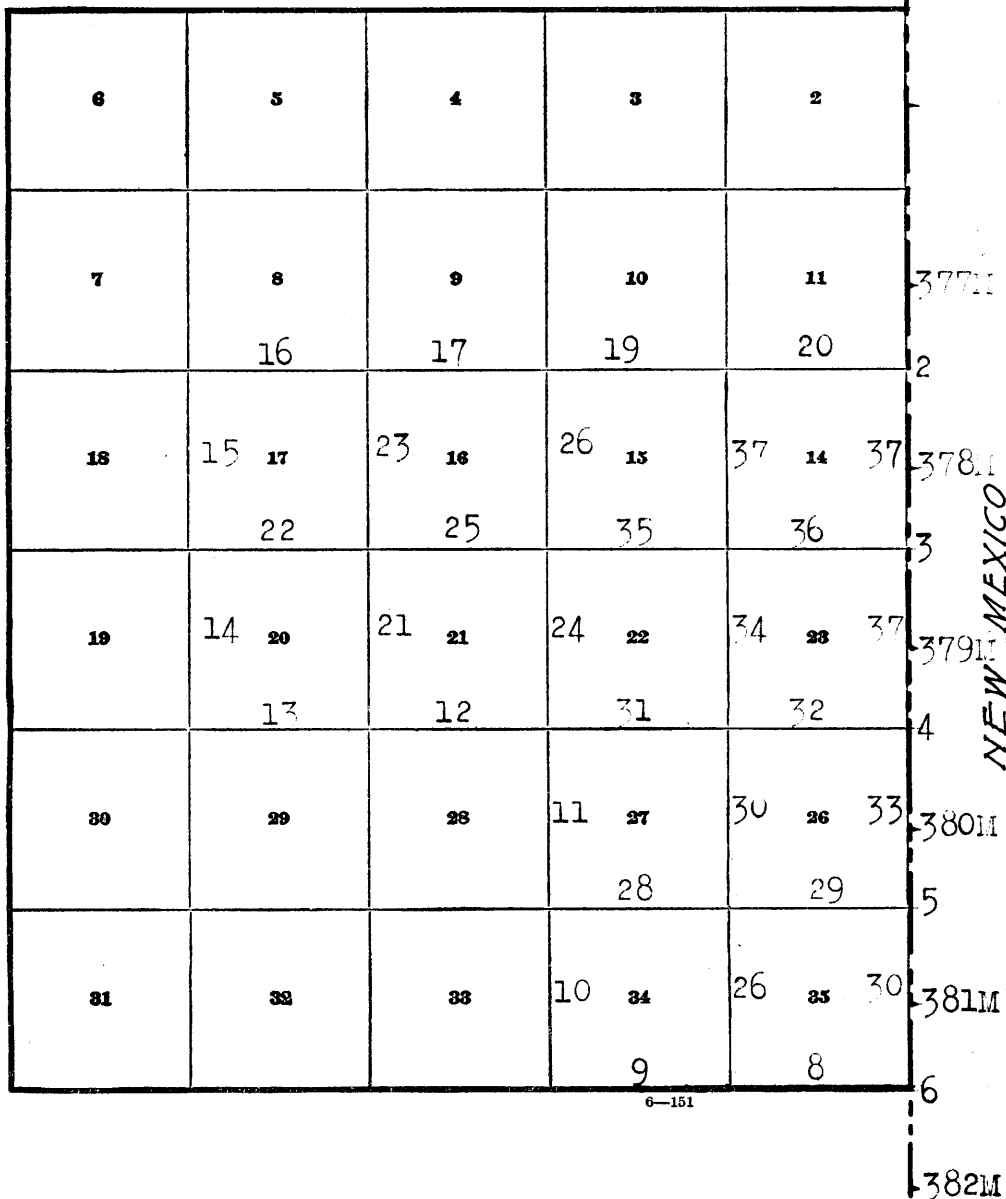 6 5 4 3 2
7 8 9 10 11
377M
16 17 19 20
2
18 15 17 23 16 26 15 37 14 37
378M
22 25 35 36
3
NEW MEXICO
19 14 20 21 21 24 22 34 23 37
379M
13 12 31 32
4
30 29 28 11 27 30 26 33
380M
28 29
5
31 32 33 10 34 26 35 30
381M
9 8
6
6—151
382M